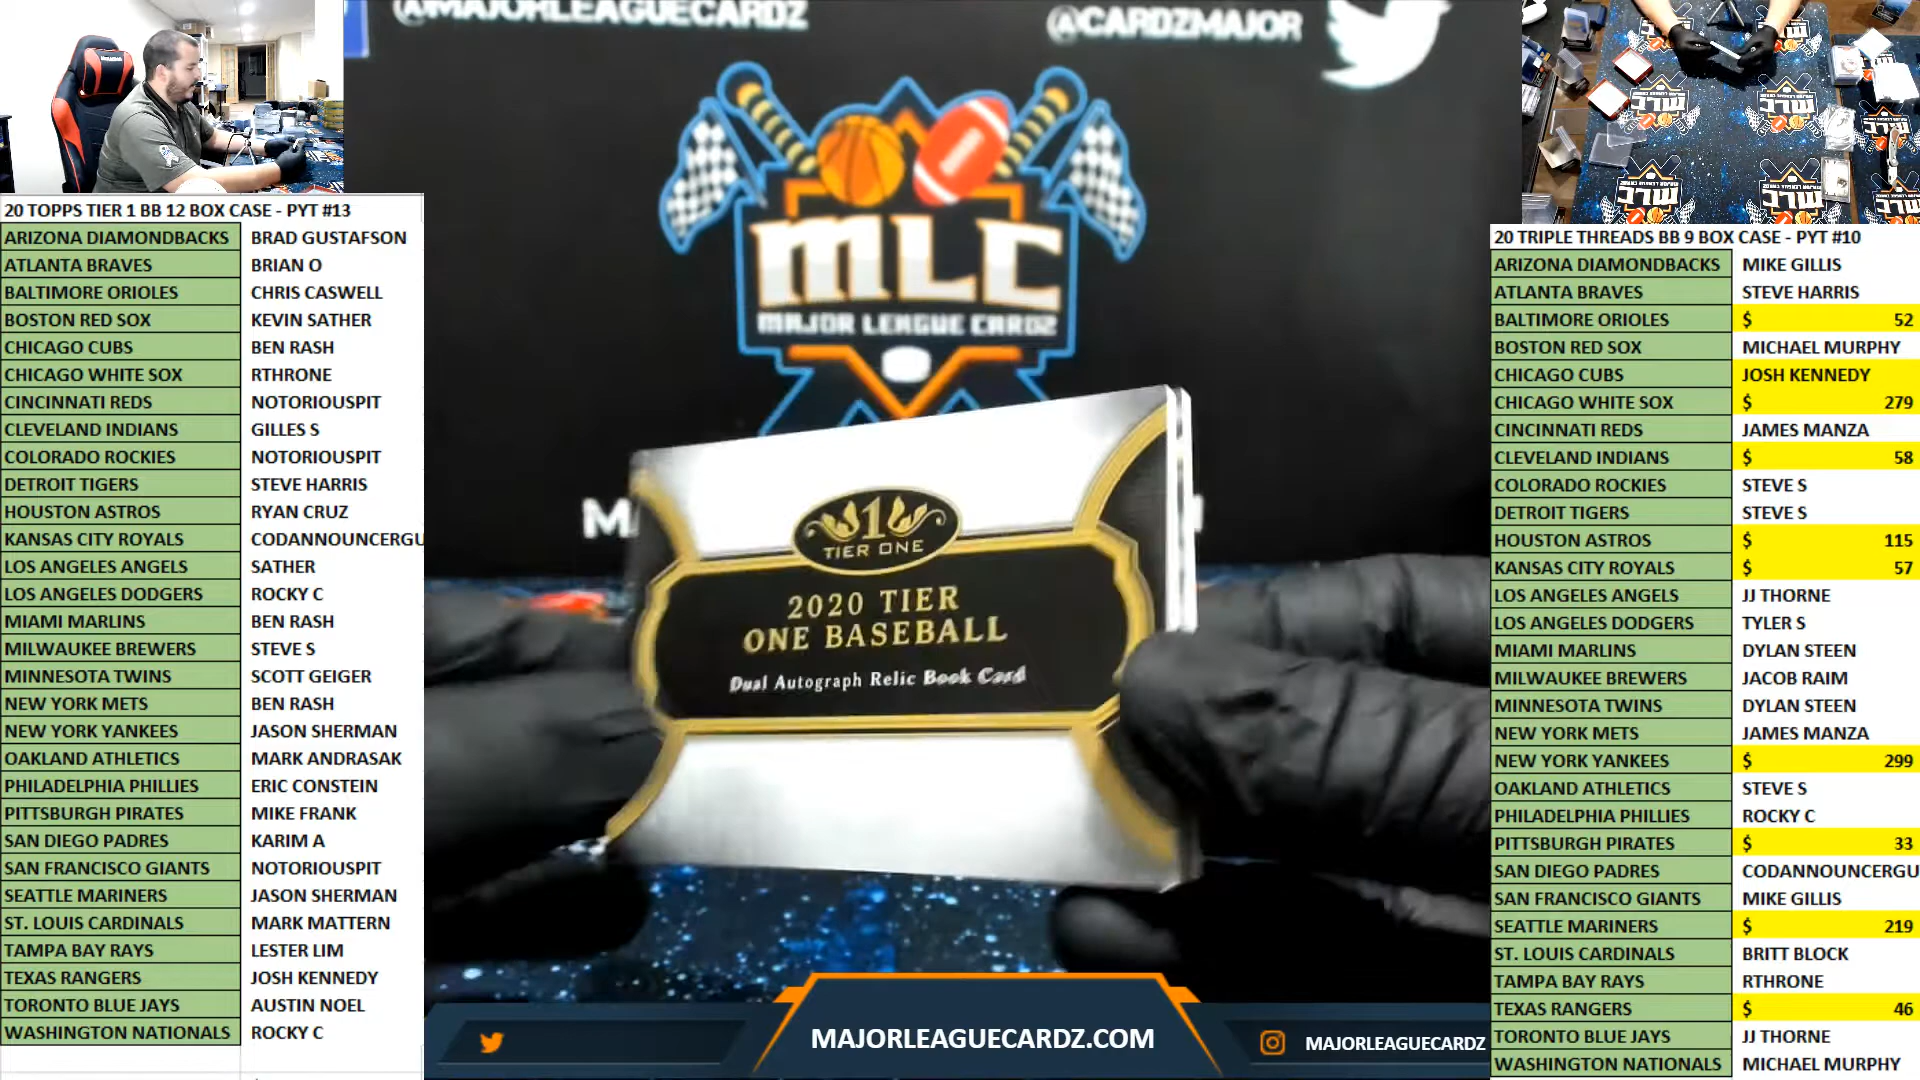 @MAJORLEAGUECARDZ
@CARDZMAJOR
MLC
MAJOR LEAGUE CARDZ
1
TIER ONE
2020 TIER
ONE BASEBALL
Dual Autograph Relic Book Card
MAJORLEAGUECARDZ.COM
MAJORLEAGUECARDZ
20 TOPPS TIER 1 BB 12 BOX CASE - PYT #13
ARIZONA DIAMONDBACKS BRAD GUSTAFSON
ATLANTA BRAVES BRIAN O
BALTIMORE ORIOLES CHRIS CASWELL
BOSTON RED SOX KEVIN SATHER
CHICAGO CUBS BEN RASH
CHICAGO WHITE SOX RTHRONE
CINCINNATI REDS NOTORIOUSPIT
CLEVELAND INDIANS GILLES S
COLORADO ROCKIES NOTORIOUSPIT
DETROIT TIGERS STEVE HARRIS
HOUSTON ASTROS RYAN CRUZ
KANSAS CITY ROYALS CODANNOUNCERGU
LOS ANGELES ANGELS SATHER
LOS ANGELES DODGERS ROCKY C
MIAMI MARLINS BEN RASH
MILWAUKEE BREWERS STEVE S
MINNESOTA TWINS SCOTT GEIGER
NEW YORK METS BEN RASH
NEW YORK YANKEES JASON SHERMAN
OAKLAND ATHLETICS MARK ANDRASAK
PHILADELPHIA PHILLIES ERIC CONSTEIN
PITTSBURGH PIRATES MIKE FRANK
SAN DIEGO PADRES KARIM A
SAN FRANCISCO GIANTS NOTORIOUSPIT
SEATTLE MARINERS JASON SHERMAN
ST. LOUIS CARDINALS MARK MATTERN
TAMPA BAY RAYS LESTER LIM
TEXAS RANGERS JOSH KENNEDY
TORONTO BLUE JAYS AUSTIN NOEL
WASHINGTON NATIONALS ROCKY C
20 TRIPLE THREADS BB 9 BOX CASE - PYT #10
ARIZONA DIAMONDBACKS MIKE GILLIS
ATLANTA BRAVES STEVE HARRIS
BALTIMORE ORIOLES $ 52
BOSTON RED SOX MICHAEL MURPHY
CHICAGO CUBS JOSH KENNEDY
CHICAGO WHITE SOX $ 279
CINCINNATI REDS JAMES MANZA
CLEVELAND INDIANS $ 58
COLORADO ROCKIES STEVE S
DETROIT TIGERS STEVE S
HOUSTON ASTROS $ 115
KANSAS CITY ROYALS $ 57
LOS ANGELES ANGELS JJ THORNE
LOS ANGELES DODGERS TYLER S
MIAMI MARLINS DYLAN STEEN
MILWAUKEE BREWERS JACOB RAIM
MINNESOTA TWINS DYLAN STEEN
NEW YORK METS JAMES MANZA
NEW YORK YANKEES $ 299
OAKLAND ATHLETICS STEVE S
PHILADELPHIA PHILLIES ROCKY C
PITTSBURGH PIRATES $ 33
SAN DIEGO PADRES CODANNOUNCERGU
SAN FRANCISCO GIANTS MIKE GILLIS
SEATTLE MARINERS $ 219
ST. LOUIS CARDINALS BRITT BLOCK
TAMPA BAY RAYS RTHRONE
TEXAS RANGERS $ 46
TORONTO BLUE JAYS JJ THORNE
WASHINGTON NATIONALS MICHAEL MURPHY